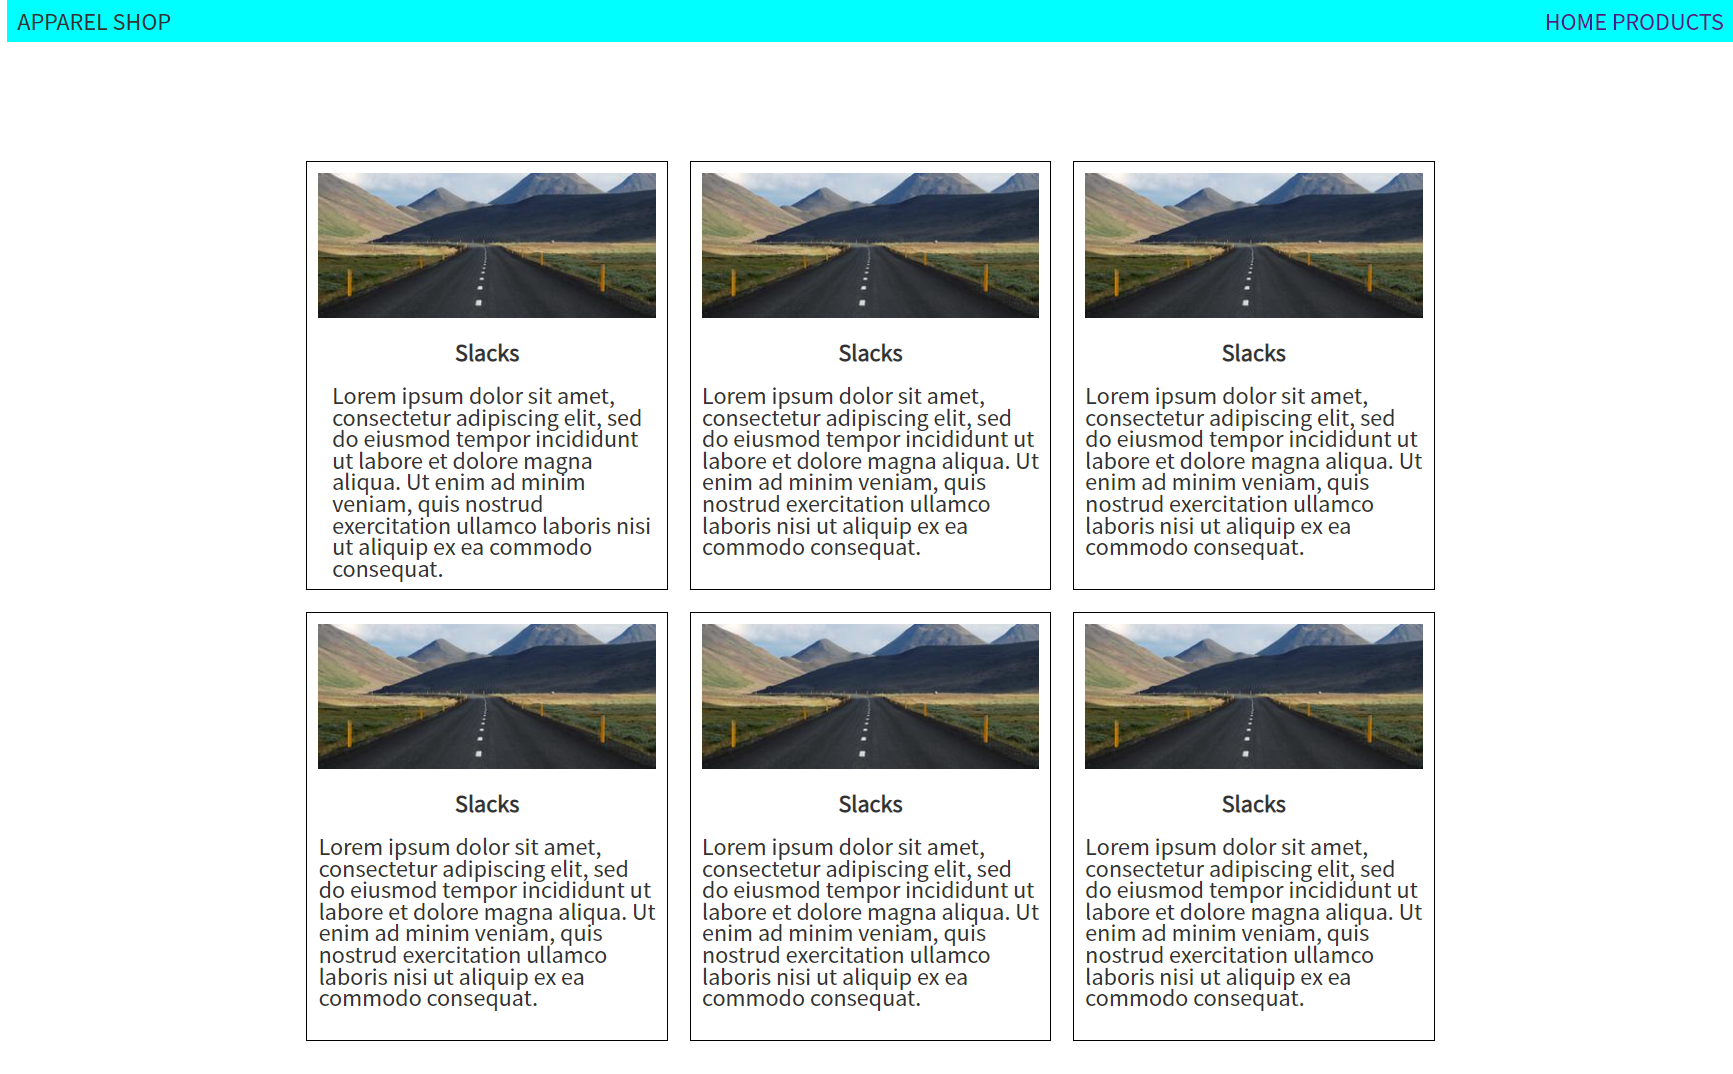 APPAREL SHOP
HOME PRODUCTS
Slacks
Lorem ipsum dolor sit amet,
consectetur adipiscing elit, sed
do eiusmod tempor incididunt
ut labore et dolore magna
aliqua. Ut enim ad minim
veniam, quis nostrud
exercitation ullamco laboris nisi
ut aliquip ex ea commodo
consequat.
Slacks
Lorem ipsum dolor sit amet,
consectetur adipiscing elit, sed
do eiusmod tempor incididunt ut
labore et dolore magna aliqua. Ut
enim ad minim veniam, quis
nostrud exercitation ullamco
laboris nisi ut aliquip ex ea
commodo consequat.
Slacks
Lorem ipsum dolor sit amet,
consectetur adipiscing elit, sed
do eiusmod tempor incididunt ut
labore et dolore magna aliqua. Ut
enim ad minim veniam, quis
nostrud exercitation ullamco
laboris nisi ut aliquip ex ea
commodo consequat.
Slacks
Lorem ipsum dolor sit amet,
consectetur adipiscing elit, sed
do eiusmod tempor incididunt ut
labore et dolore magna aliqua. Ut
enim ad minim veniam, quis
nostrud exercitation ullamco
laboris nisi ut aliquip ex ea
commodo consequat.
Slacks
Lorem ipsum dolor sit amet,
consectetur adipiscing elit, sed
do eiusmod tempor incididunt ut
labore et dolore magna aliqua. Ut
enim ad minim veniam, quis
nostrud exercitation ullamco
laboris nisi ut aliquip ex ea
commodo consequat.
Slacks
Lorem ipsum dolor sit amet,
consectetur adipiscing elit, sed
do eiusmod tempor incididunt ut
labore et dolore magna aliqua. Ut
enim ad minim veniam, quis
nostrud exercitation ullamco
laboris nisi ut aliquip ex ea
commodo consequat.